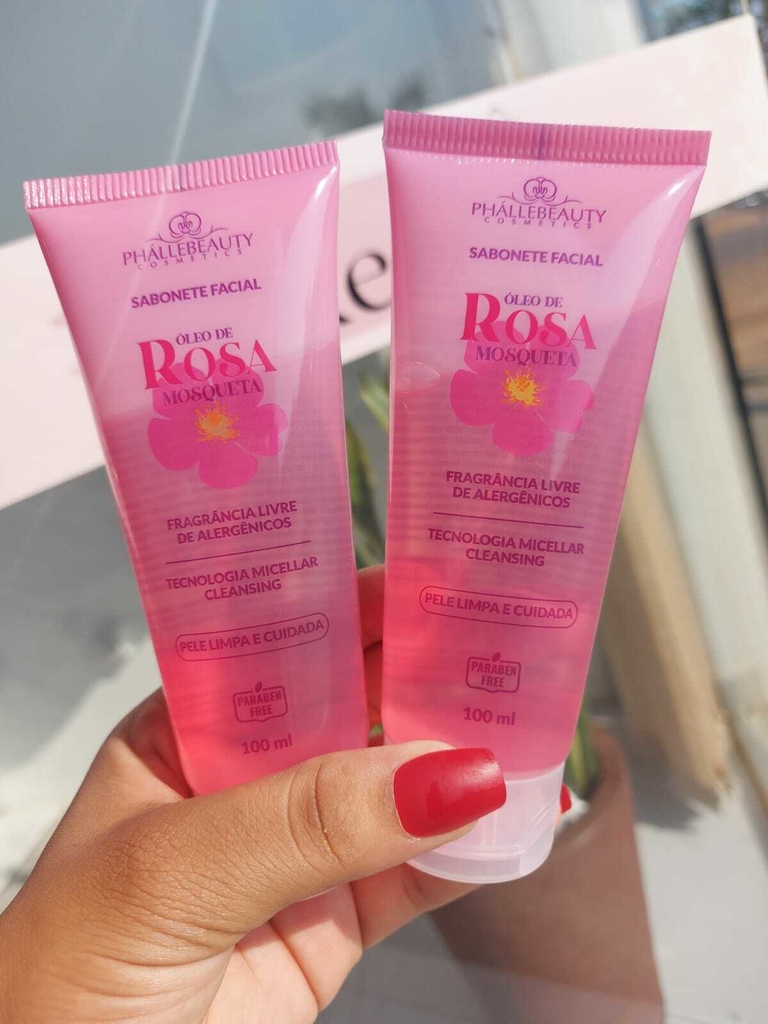 PHÁLLEBEAUTY
COSMETICS
SABONETE FACIAL
ÓLEO DE
ROSA
MOSQUETA
FRAGRÂNCIA LIVRE
DE ALERGÊNICOS
TECNOLOGIA MICELLAR
CLEANSING
PELE LIMPA E CUIDADA
PARABEN
FREE
100 ml
PHÁLLEBEAUTY
COSMETICS
SABONETE FACIAL
ÓLEO DE
ROSA
MOSQUETA
FRAGRÂNCIA LIVRE
DE ALERGÊNICOS
TECNOLOGIA MICELLAR
CLEANSING
PELE LIMPA E CUIDADA
PARABEN
FREE
100 ml